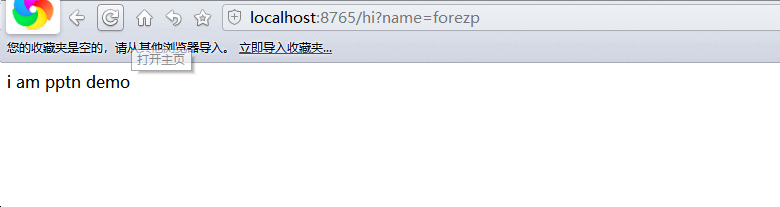 localhost:8765/hi?name=forezp
您的收藏夹是空的，请从其他浏览器导入。 立即导入收藏夹...
打开主页
i am pptn demo